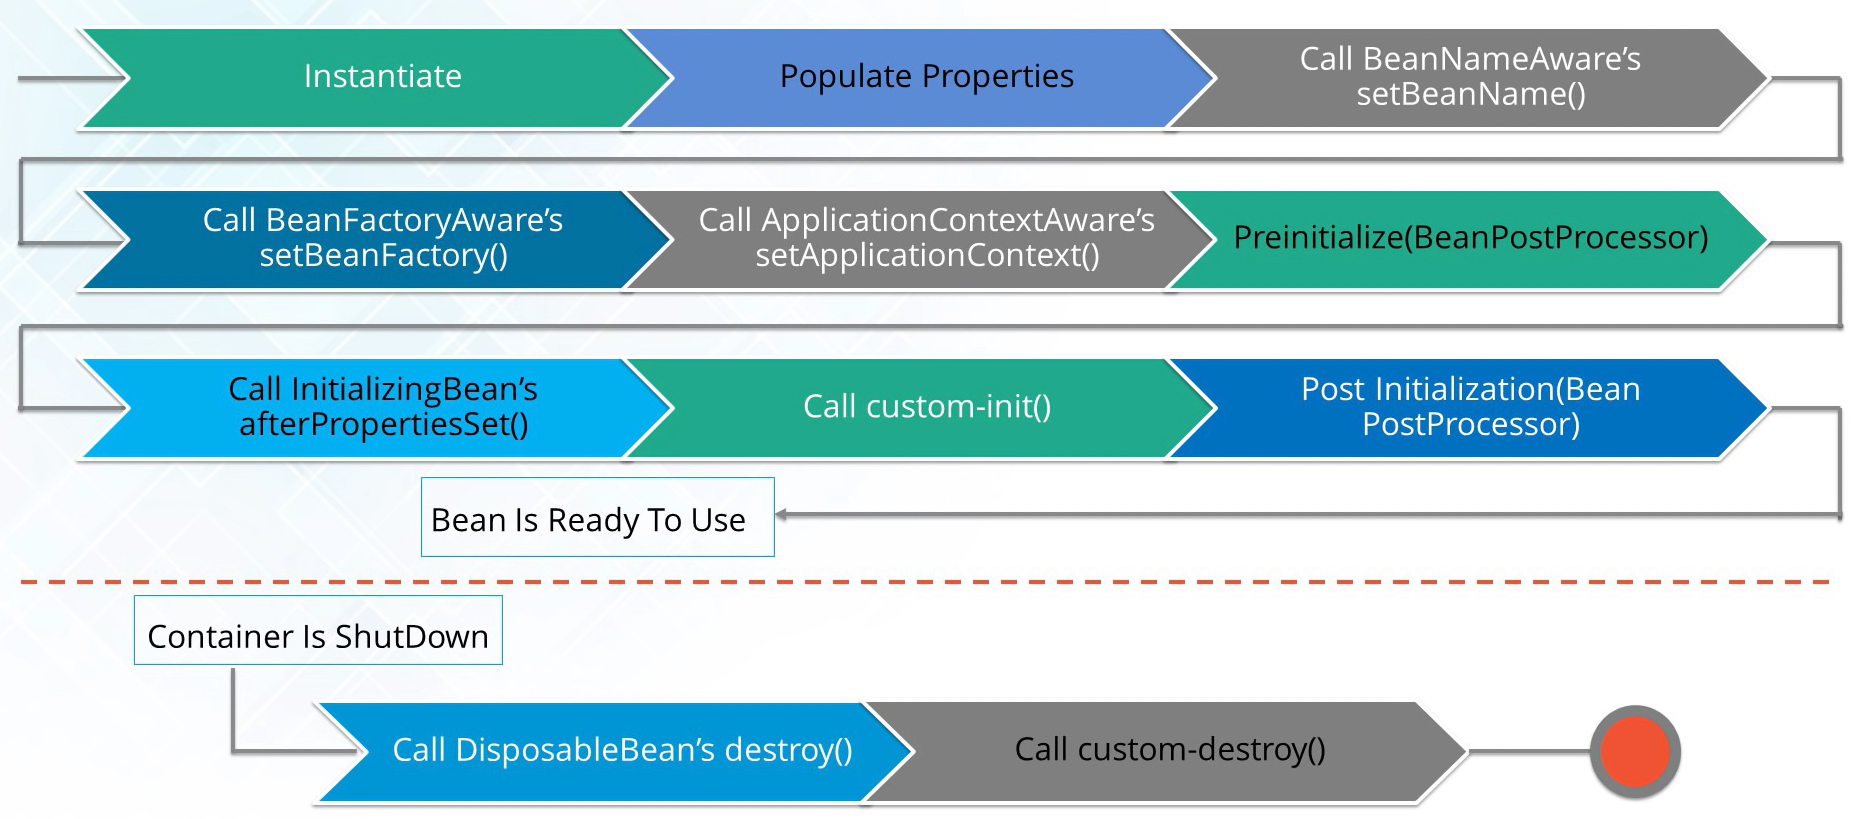 Instantiate
Populate Properties
Call BeanNameAware’s
setBeanName()
Call BeanFactoryAware’s
setBeanFactory()
Call ApplicationContextAware’s
setApplicationContext()
Preinitialize(BeanPostProcessor)
Call InitializingBean’s
afterPropertiesSet()
Call custom-init()
Post Initialization(Bean
PostProcessor)
Bean Is Ready To Use
Container Is ShutDown
Call DisposableBean’s destroy()
Call custom-destroy()